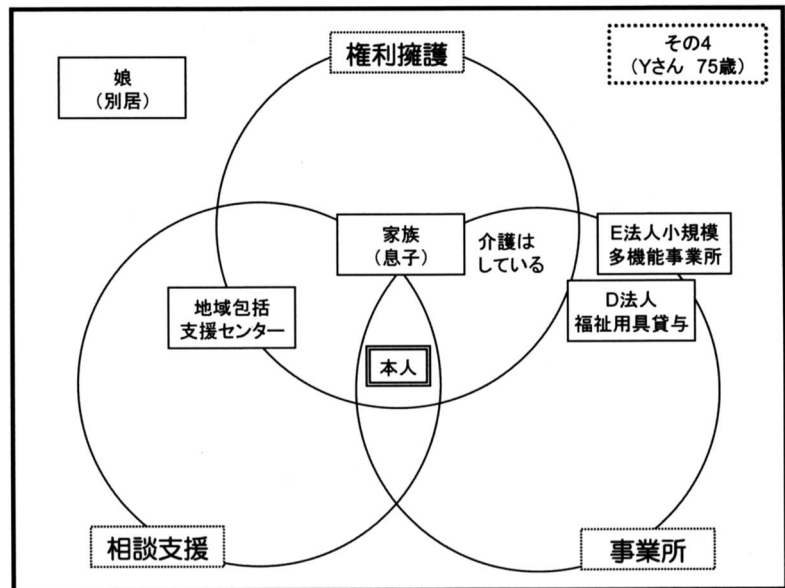 権利擁護
その4
(Yさん 75歳)
娘
(別居)
家族
(息子)
介護は
している
E法人小規模
多機能事業所
D法人
福祉用具貸与
地域包括
支援センター
本人
相談支援
事業所